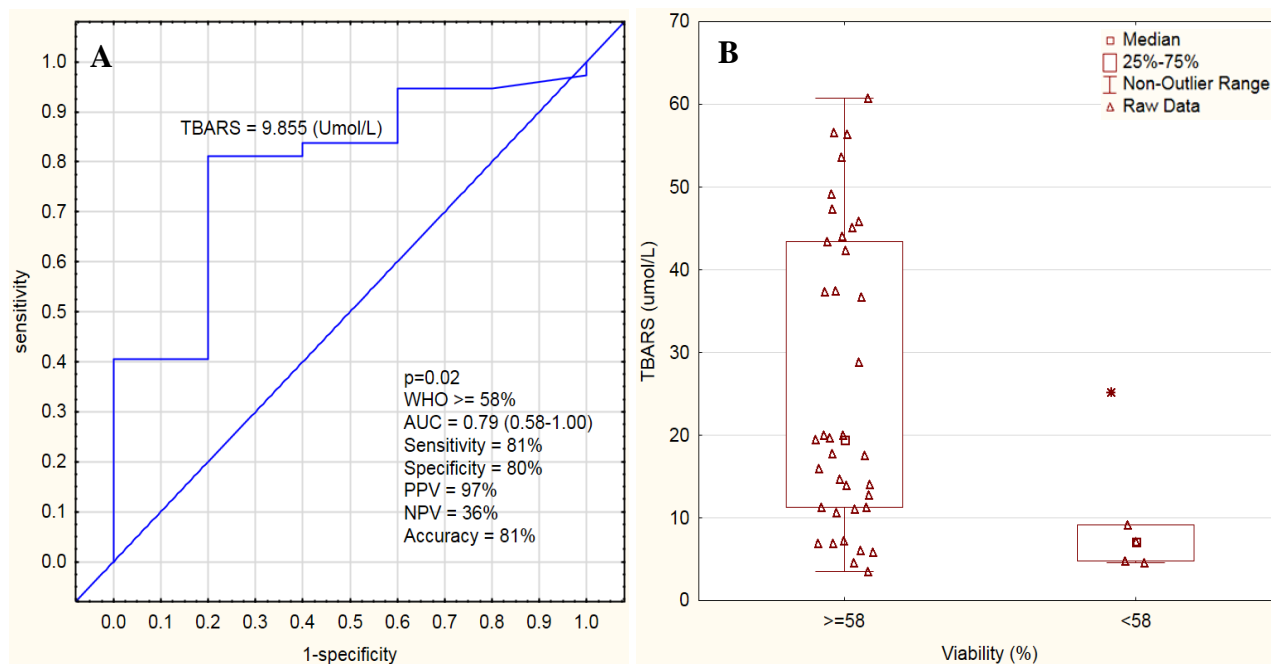 A
1.0
0.9
0.8
0.7
0.6
0.5
0.4
0.3
0.2
0.1
0.0
sensitivity
TBARS = 9.855 (Umol/L)
p=0.02
WHO >= 58%
AUC = 0.79 (0.58-1.00)
Sensitivity = 81%
Specificity = 80%
PPV = 97%
NPV = 36%
Accuracy = 81%
0.0 0.1 0.2 0.3 0.4 0.5 0.6 0.7 0.8 0.9 1.0
1-specificity
B
Median
25%-75%
Non-Outlier Range
Raw Data
70
60
50
40
30
20
10
0
TBARS (umol/L)
>=58 <58
Viability (%)